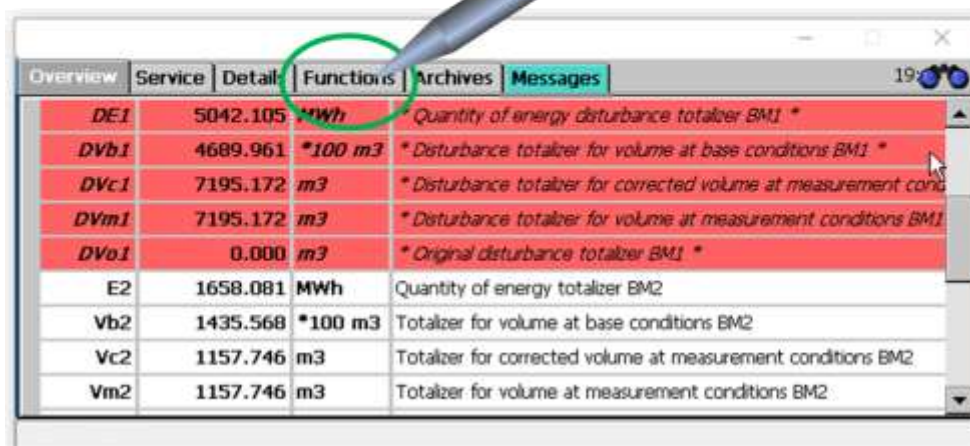 Overview Service Details Functions Archives Messages 19:
DE1 5042.105 MWh * Quantity of energy disturbance totalizer BM1 *
DVb1 4689.961 *100 m3 * Disturbance totalizer for volume at base conditions BM1 *
DVc1 7195.172 m3 * Disturbance totalizer for corrected volume at measurement cond
DVm1 7195.172 m3 * Disturbance totalizer for volume at measurement conditions BM1
DVo1 0.000 m3 * Original disturbance totalizer BM1 *
E2 1658.081 MWh Quantity of energy totalizer BM2
Vb2 1435.568 *100 m3 Totalizer for volume at base conditions BM2
Vc2 1157.746 m3 Totalizer for corrected volume at measurement conditions BM2
Vm2 1157.746 m3 Totalizer for volume at measurement conditions BM2